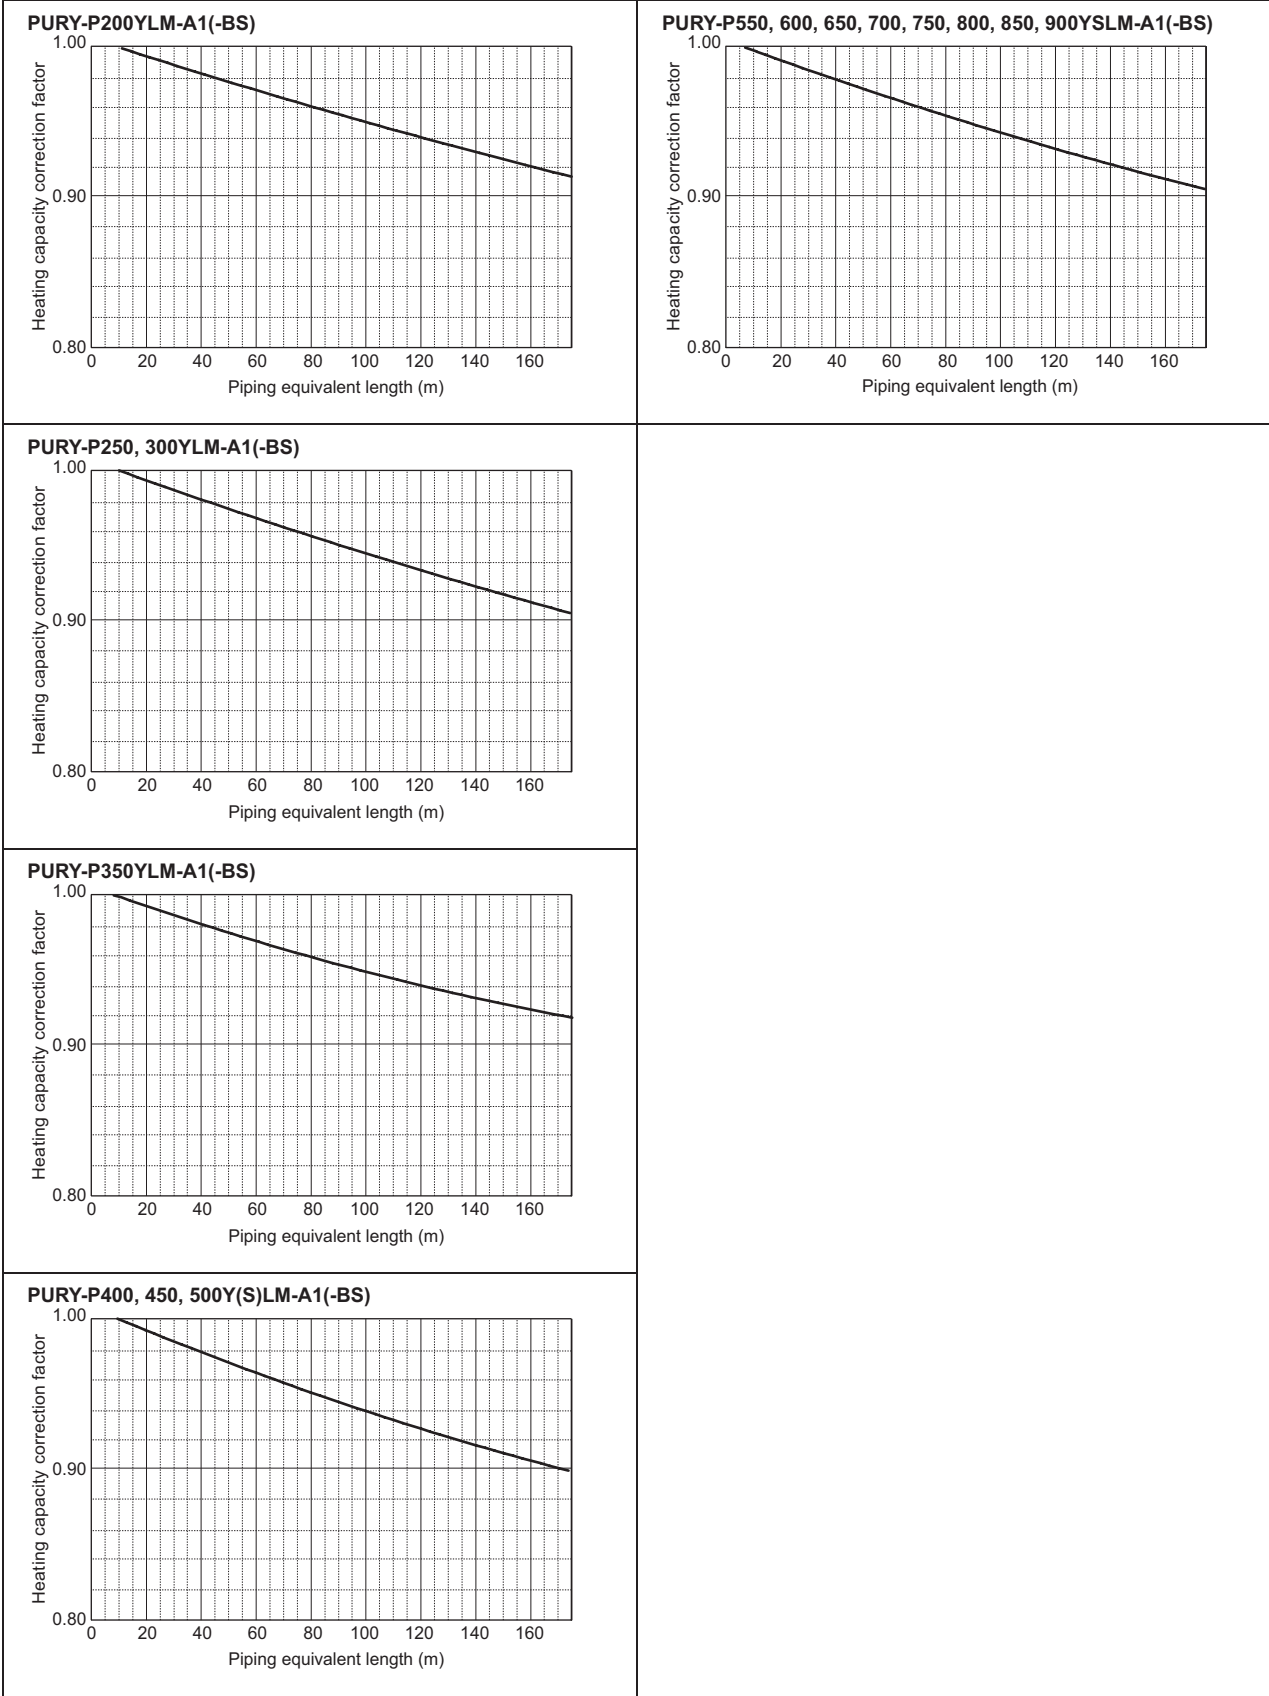 PURY-P200YLM-A1(-BS)
Heating capacity correction factor
1.00
0.90
0.80
0 20 40 60 80 100 120 140 160
Piping equivalent length (m)
PURY-P550, 600, 650, 700, 750, 800, 850, 900YSLM-A1(-BS)
Heating capacity correction factor
1.00
0.90
0.80
0 20 40 60 80 100 120 140 160
Piping equivalent length (m)
PURY-P250, 300YLM-A1(-BS)
Heating capacity correction factor
1.00
0.90
0.80
0 20 40 60 80 100 120 140 160
Piping equivalent length (m)
PURY-P350YLM-A1(-BS)
Heating capacity correction factor
1.00
0.90
0.80
0 20 40 60 80 100 120 140 160
Piping equivalent length (m)
PURY-P400, 450, 500Y(S)LM-A1(-BS)
Heating capacity correction factor
1.00
0.90
0.80
0 20 40 60 80 100 120 140 160
Piping equivalent length (m)